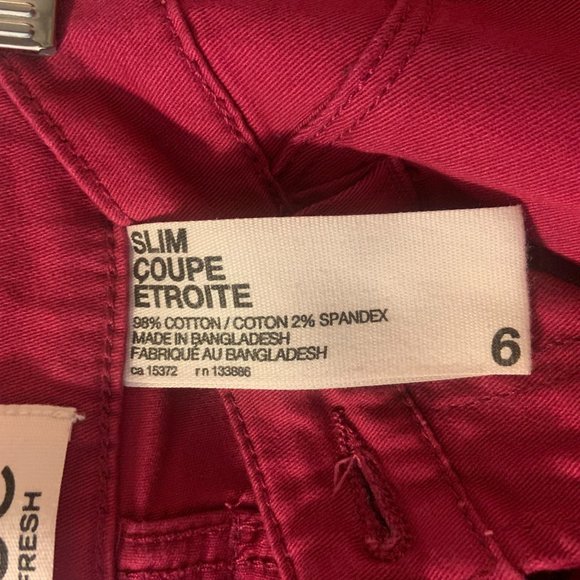 SLIM
COUPE
ÉTROITE
98% COTTON / COTON 2% SPANDEX
MADE IN BANGLADESH
FABRIQUÉ AU BANGLADESH
ca 15372 rn 133886
6
FRESH